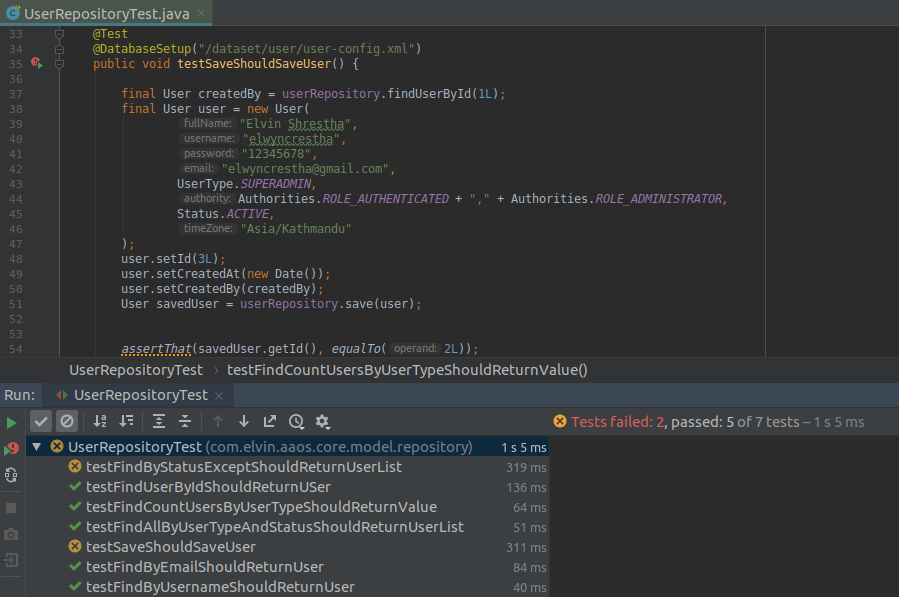 UserRepositoryTest.java
33 @Test
34 @DatabaseSetup("/dataset/user/user-config.xml")
35 public void testSaveShouldSaveUser() {
36
37 final User createdBy = userRepository.findUserById(1L);
38 final User user = new User(
39 fullName: "Elvin Shrestha",
40 username: "elwyncrestha",
41 password: "12345678",
42 email: "elwyncrestha@gmail.com",
43 UserType.SUPERADMIN,
44 authority: Authorities.ROLE_AUTHENTICATED + "," + Authorities.ROLE_ADMINISTRATOR,
45 Status.ACTIVE,
46 timeZone: "Asia/Kathmandu"
47 );
48 user.setId(3L);
49 user.setCreatedAt(new Date());
50 user.setCreatedBy(createdBy);
51 User savedUser = userRepository.save(user);
52
53
54 assertThat(savedUser.getId(), equalTo( operand: 2L));
UserRepositoryTest › testFindCountUsersByUserTypeShouldReturnValue()
Run: UserRepositoryTest
Tests failed: 2, passed: 5 of 7 tests – 1 s 5 ms
UserRepositoryTest (com.elvin.aaos.core.model.repository) 1 s 5 ms
testFindByStatusExceptShouldReturnUserList 319 ms
testFindUserByIdShouldReturnUSer 136 ms
testFindCountUsersByUserTypeShouldReturnValue 64 ms
testFindAllByUserTypeAndStatusShouldReturnUserList 51 ms
testSaveShouldSaveUser 311 ms
testFindByEmailShouldReturnUser 84 ms
testFindByUsernameShouldReturnUser 40 ms